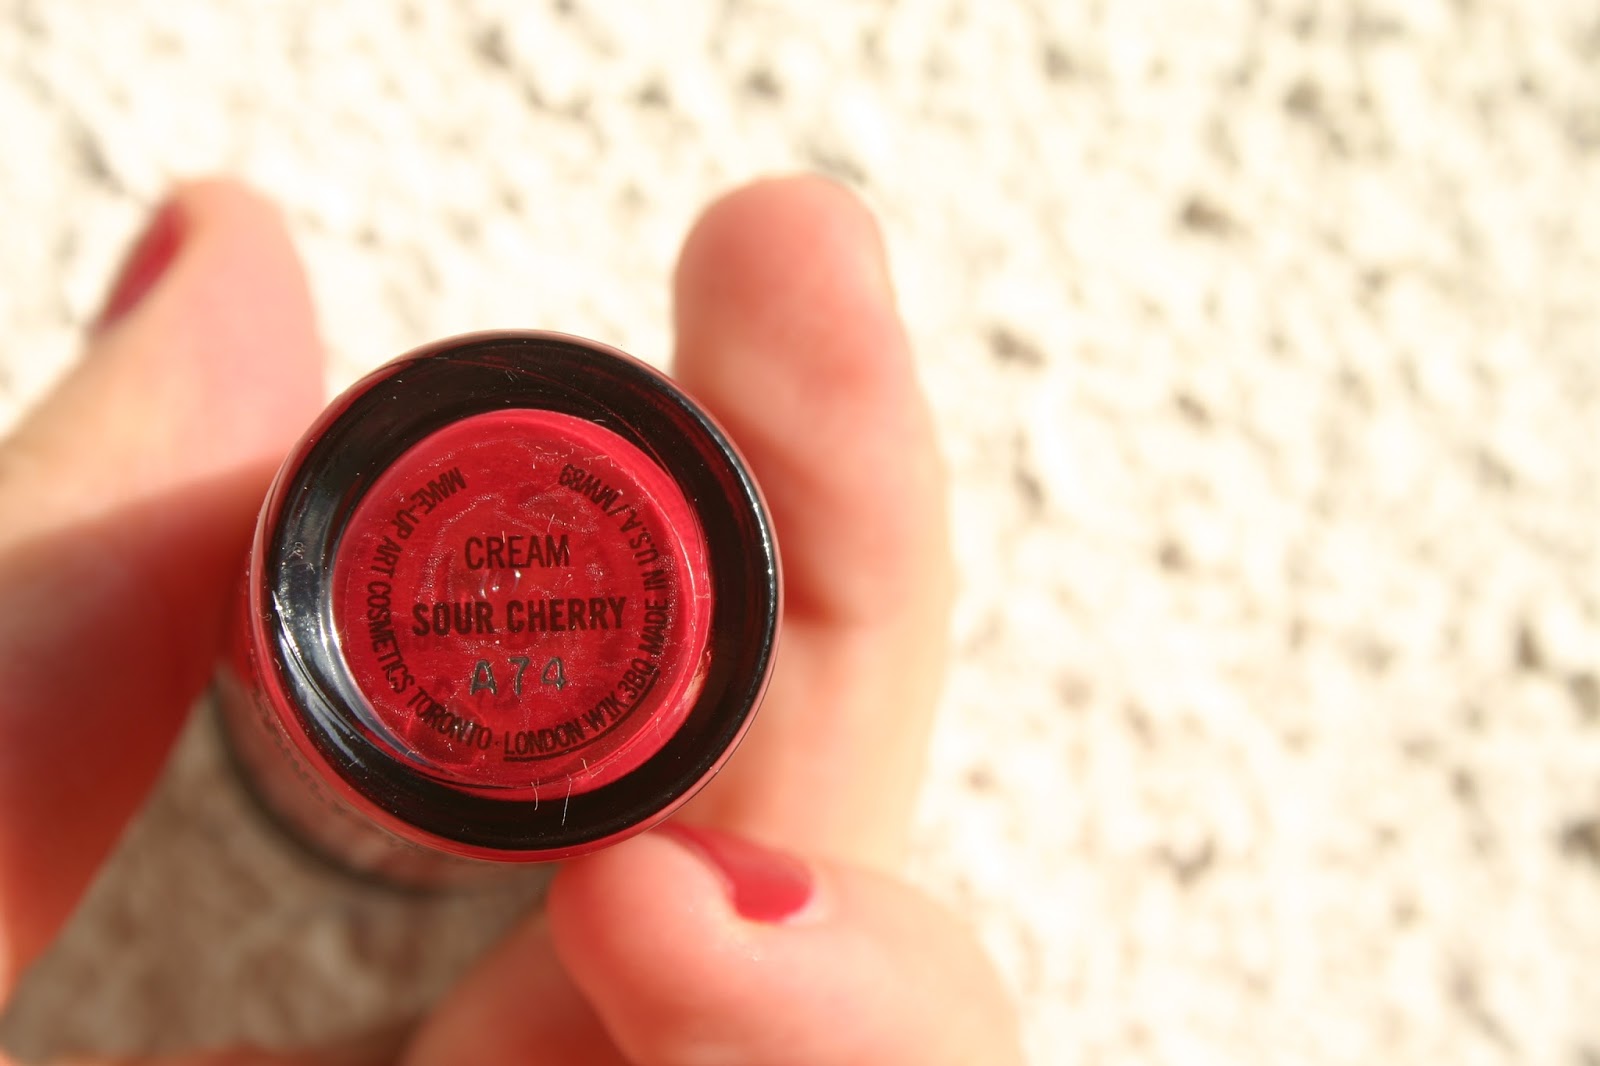 CREAM
SOUR CHERRY
A74
MAKE-UP ART COSMETICS TORONTO · LONDON W1K 3BQ MADE IN U.S.A./MW89